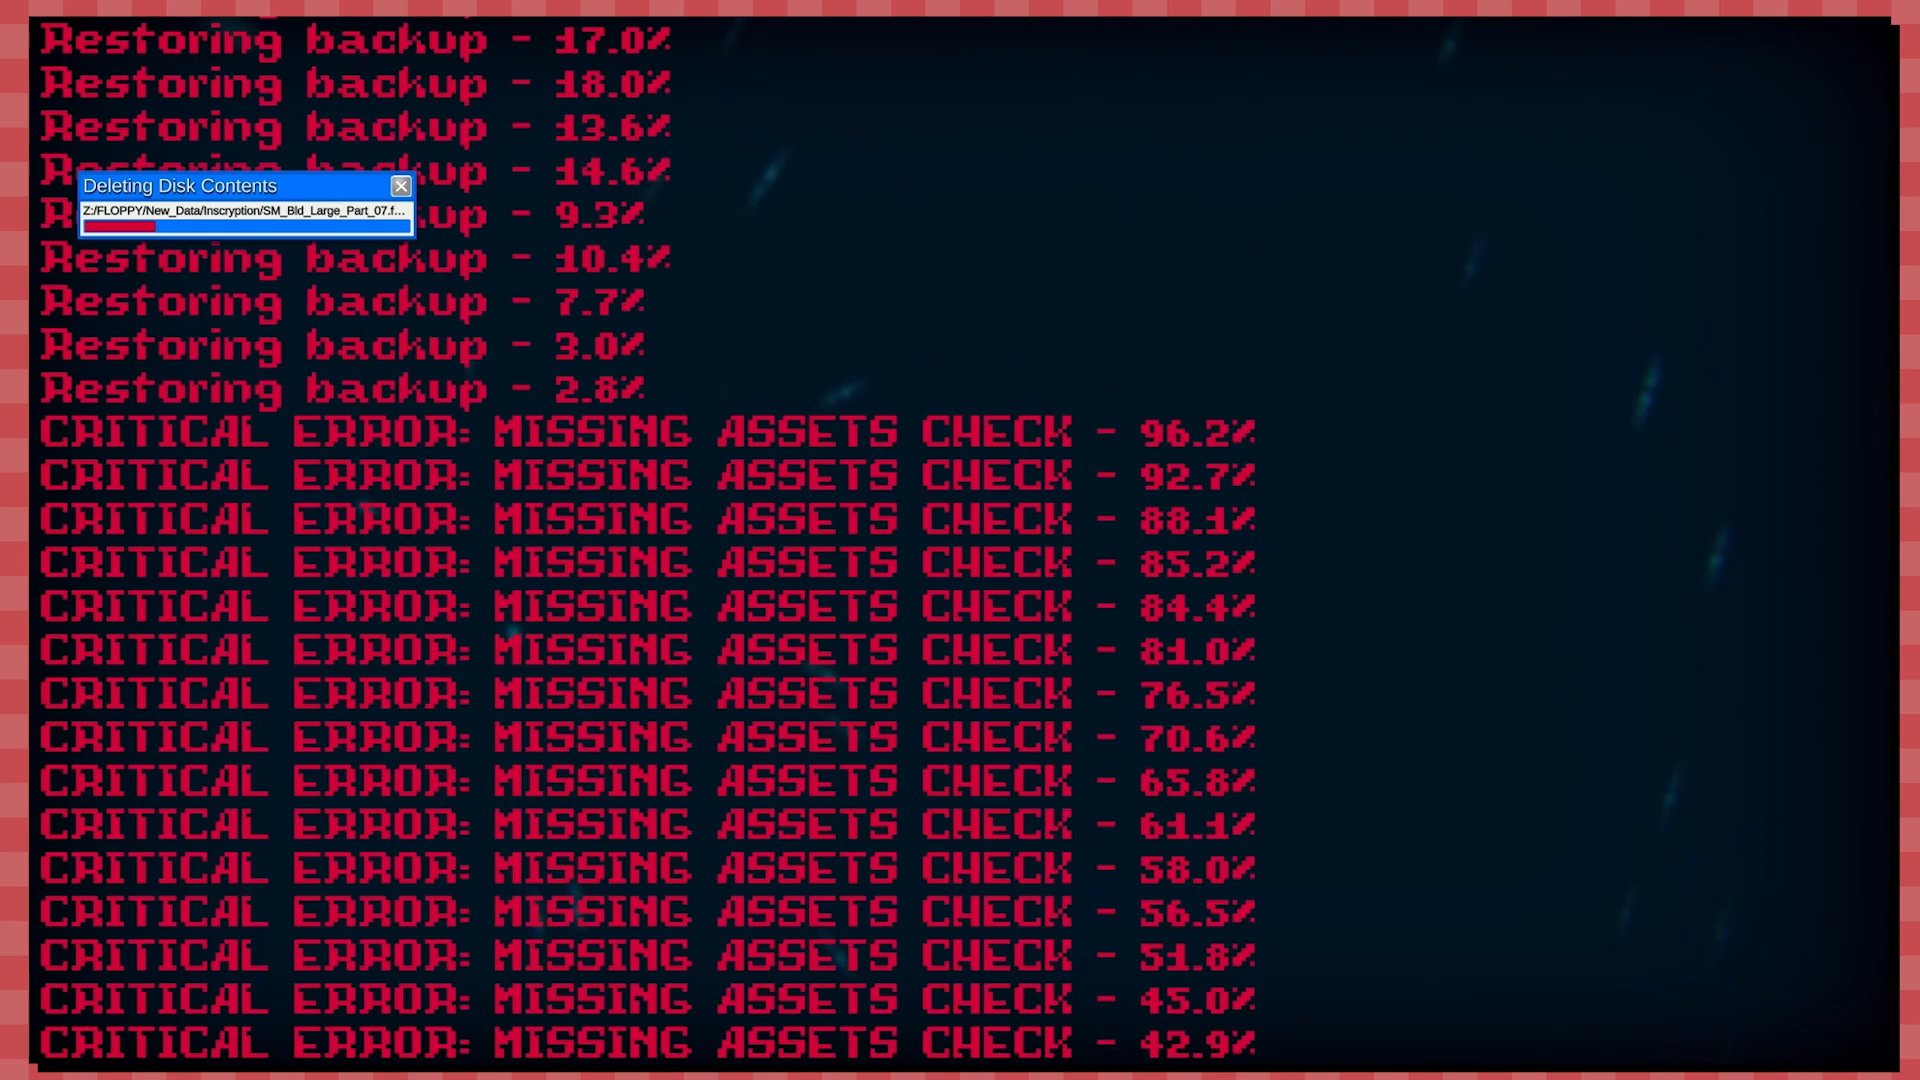 Restoring backup - 17.0%
Restoring backup - 18.0%
Restoring backup - 13.6%
Restoring backup - 14.6%
Deleting Disk Contents
Z:/FLOPPY/New_Data/Inscryption/SM_Bld_Large_Part_07.f...
Restoring backup - 9.3%
Restoring backup - 10.4%
Restoring backup - 7.7%
Restoring backup - 3.0%
Restoring backup - 2.8%
CRITICAL ERROR: MISSING ASSETS CHECK - 96.2%
CRITICAL ERROR: MISSING ASSETS CHECK - 92.7%
CRITICAL ERROR: MISSING ASSETS CHECK - 88.1%
CRITICAL ERROR: MISSING ASSETS CHECK - 85.2%
CRITICAL ERROR: MISSING ASSETS CHECK - 84.4%
CRITICAL ERROR: MISSING ASSETS CHECK - 81.0%
CRITICAL ERROR: MISSING ASSETS CHECK - 76.5%
CRITICAL ERROR: MISSING ASSETS CHECK - 70.6%
CRITICAL ERROR: MISSING ASSETS CHECK - 65.8%
CRITICAL ERROR: MISSING ASSETS CHECK - 61.1%
CRITICAL ERROR: MISSING ASSETS CHECK - 58.0%
CRITICAL ERROR: MISSING ASSETS CHECK - 56.5%
CRITICAL ERROR: MISSING ASSETS CHECK - 51.8%
CRITICAL ERROR: MISSING ASSETS CHECK - 45.0%
CRITICAL ERROR: MISSING ASSETS CHECK - 42.9%